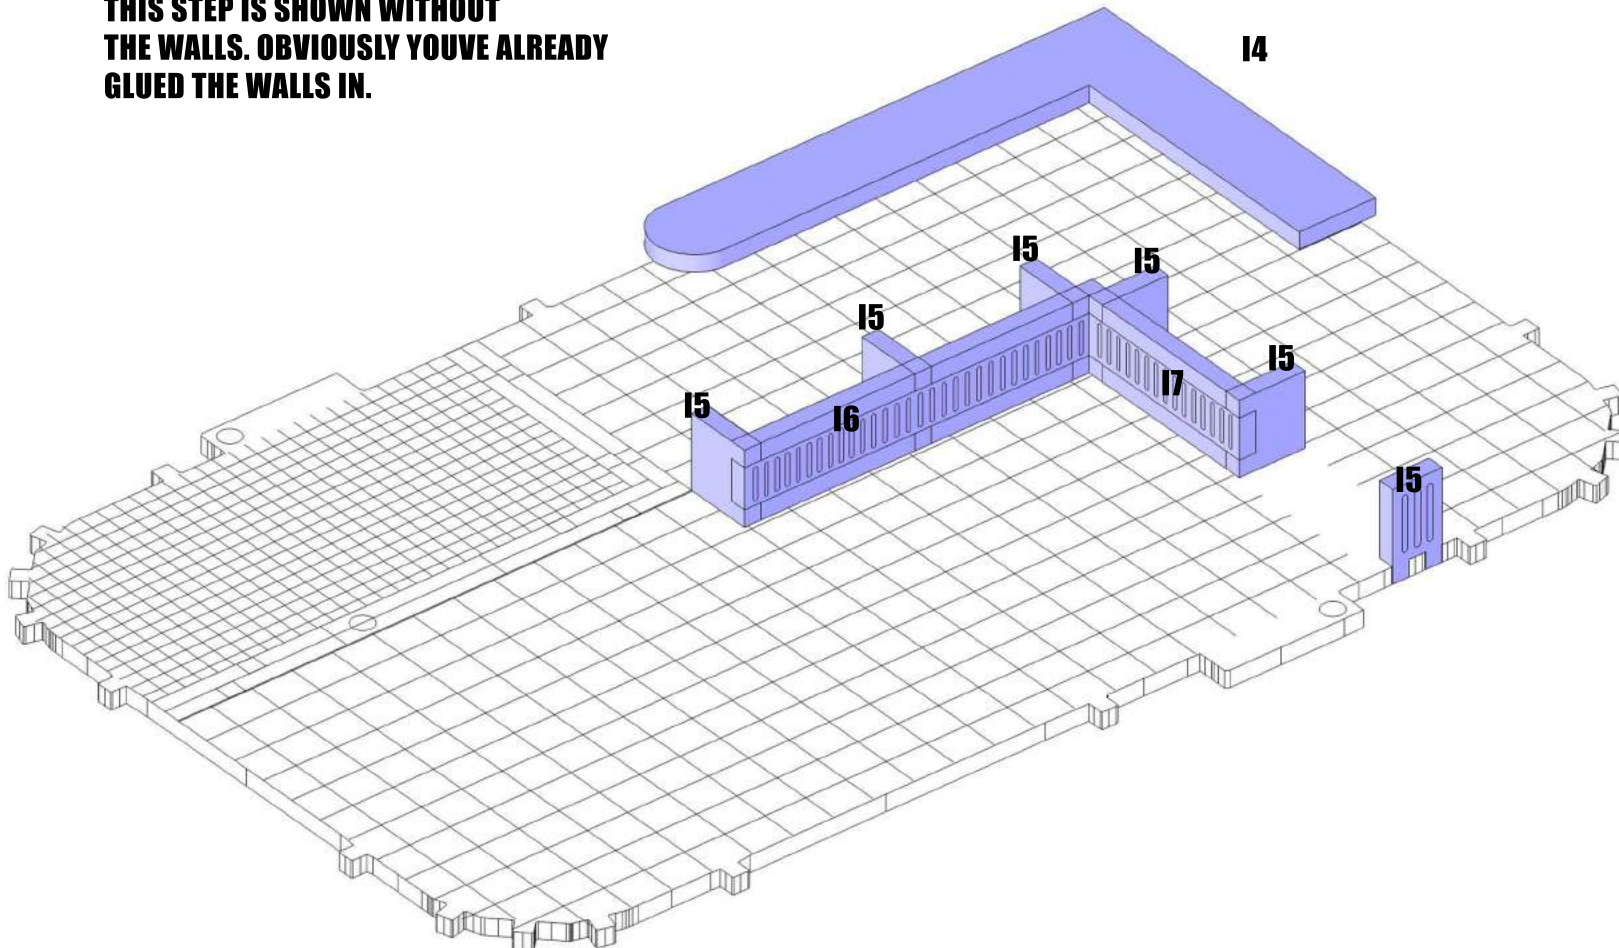 THIS STEP IS SHOWN WITHOUT
THE WALLS. OBVIOUSLY YOUVE ALREADY
GLUED THE WALLS IN.
I4
I5
I5
I5
I5
I7
I5
I6
I5